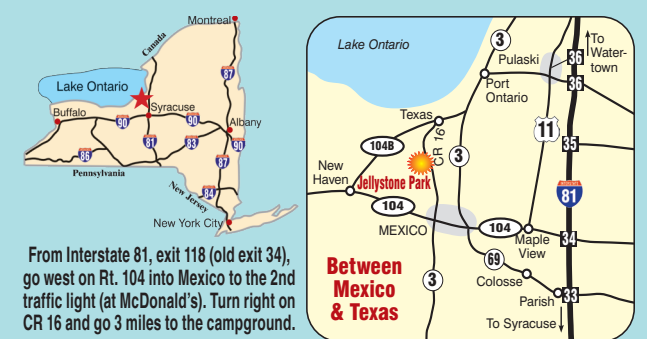 Montreal
Canada
87
Lake Ontario
Syracuse
Buffalo
90
90
Albany
81
83
90
86
87
Pennsylvania
New Jersey
84
New York City
From Interstate 81, exit 118 (old exit 34),
go west on Rt. 104 into Mexico to the 2nd
traffic light (at McDonald's). Turn right on
CR 16 and go 3 miles to the campground.
Lake Ontario
3
Pulaski
To
Water-
town
36
36
Port
Ontario
Texas
CR 16
11
104B
3
35
New
Haven
Jellystone Park
81
104
MEXICO
104
Maple
View
34
69
Between
Mexico
& Texas
3
Colosse
Parish
33
To Syracuse